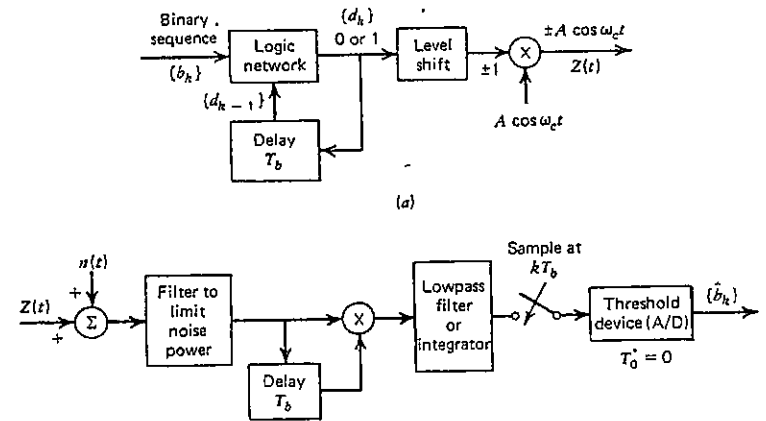 Binary
sequence
{b_k}
Logic
network
{d_k}
0 or 1
Level
shift
±1
X
±A cos ω_c t
Z(t)
{d_{k-1}}
Delay
T_b
A cos ω_c t
(a)
n(t)
+
Z(t)
+
Σ
Filter to
limit
noise
power
X
Delay
T_b
Lowpass
filter
or
integrator
Sample at
kT_b
Threshold
device (A/D)
T_0^* = 0
{b̂_k}